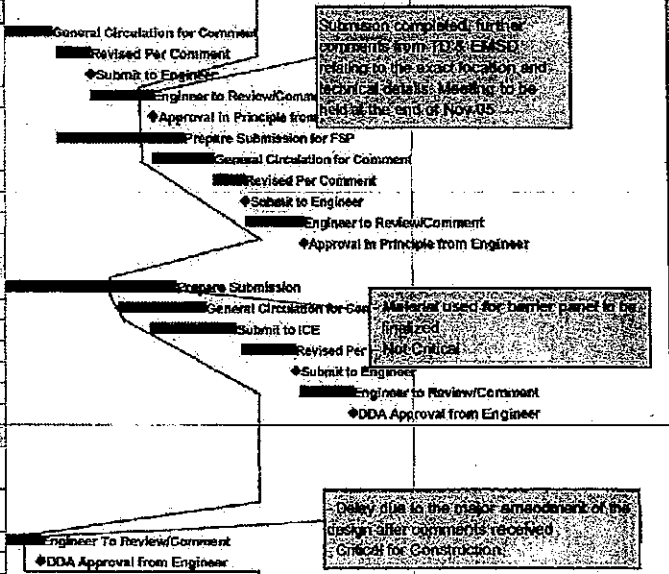 General Circulation for Comment
Revised Per Comment
Submit to Engineer
Engineer to Review/Comm
Approval in Principle from
Submission completed, further
comments from TD & EMSD
relating to the exact location and
technical details. Meeting to be
held at the end of Nov 05
Prepare Submission for FSP
General Circulation for Comment
Revised Per Comment
Submit to Engineer
Engineer to Review/Comment
Approval in Principle from Engineer
Prepare Submission
General Circulation for Com
Submit to ICE
Revised Per
Submit to Engineer
Engineer to Review/Comment
DDA Approval from Engineer
- Material used for barrier panel to be
finalized
- Not Critical
- Delay due to the major amendment of the
design after comments received
- Critical for Construction
Engineer To Review/Comment
DDA Approval from Engineer